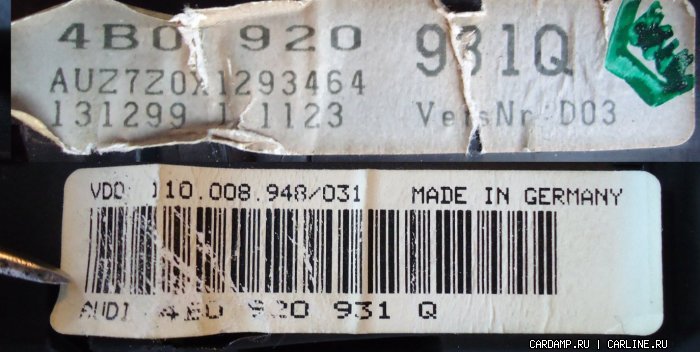 4B0 920 931Q
AUZ7Z0X1293464
131299 1 1123 VersNr D03
VDO 110.008.948/031 MADE IN GERMANY
AUDI 4B0 920 931 Q
CARDAMP.RU | CARLINE.RU